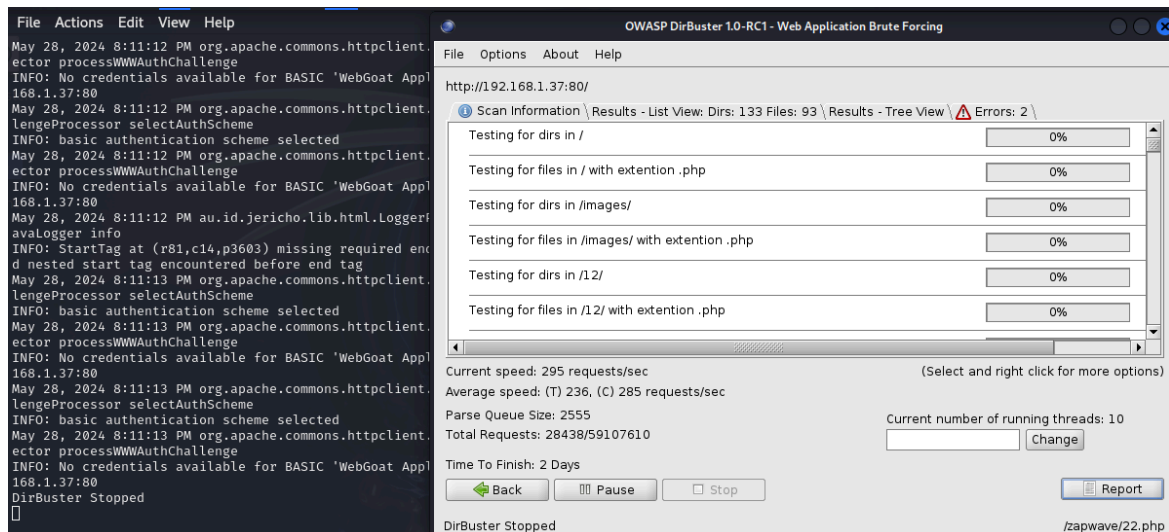 File Actions Edit View Help
May 28, 2024 8:11:12 PM org.apache.commons.httpclient.
ector processWWWAuthChallenge
INFO: No credentials available for BASIC 'WebGoat Appl
168.1.37:80
May 28, 2024 8:11:12 PM org.apache.commons.httpclient.
lengeProcessor selectAuthScheme
INFO: basic authentication scheme selected
May 28, 2024 8:11:12 PM org.apache.commons.httpclient.
ector processWWWAuthChallenge
INFO: No credentials available for BASIC 'WebGoat Appl
168.1.37:80
May 28, 2024 8:11:12 PM au.id.jericho.lib.html.LoggerP
avaLogger info
INFO: StartTag at (r81,c14,p3603) missing required end
d nested start tag encountered before end tag
May 28, 2024 8:11:13 PM org.apache.commons.httpclient.
lengeProcessor selectAuthScheme
INFO: basic authentication scheme selected
May 28, 2024 8:11:13 PM org.apache.commons.httpclient.
ector processWWWAuthChallenge
INFO: No credentials available for BASIC 'WebGoat Appl
168.1.37:80
May 28, 2024 8:11:13 PM org.apache.commons.httpclient.
lengeProcessor selectAuthScheme
INFO: basic authentication scheme selected
May 28, 2024 8:11:13 PM org.apache.commons.httpclient.
ector processWWWAuthChallenge
INFO: No credentials available for BASIC 'WebGoat Appl
168.1.37:80
DirBuster Stopped
OWASP DirBuster 1.0-RC1 - Web Application Brute Forcing
File Options About Help
http://192.168.1.37:80/
Scan Information Results - List View: Dirs: 133 Files: 93 Results - Tree View Errors: 2
Testing for dirs in / 0%
Testing for files in / with extention .php 0%
Testing for dirs in /images/ 0%
Testing for files in /images/ with extention .php 0%
Testing for dirs in /12/ 0%
Testing for files in /12/ with extention .php 0%
Current speed: 295 requests/sec (Select and right click for more options)
Average speed: (T) 236, (C) 285 requests/sec
Parse Queue Size: 2555
Total Requests: 28438/59107610
Current number of running threads: 10
Change
Time To Finish: 2 Days
Back Pause Stop Report
DirBuster Stopped /zapwave/22.php